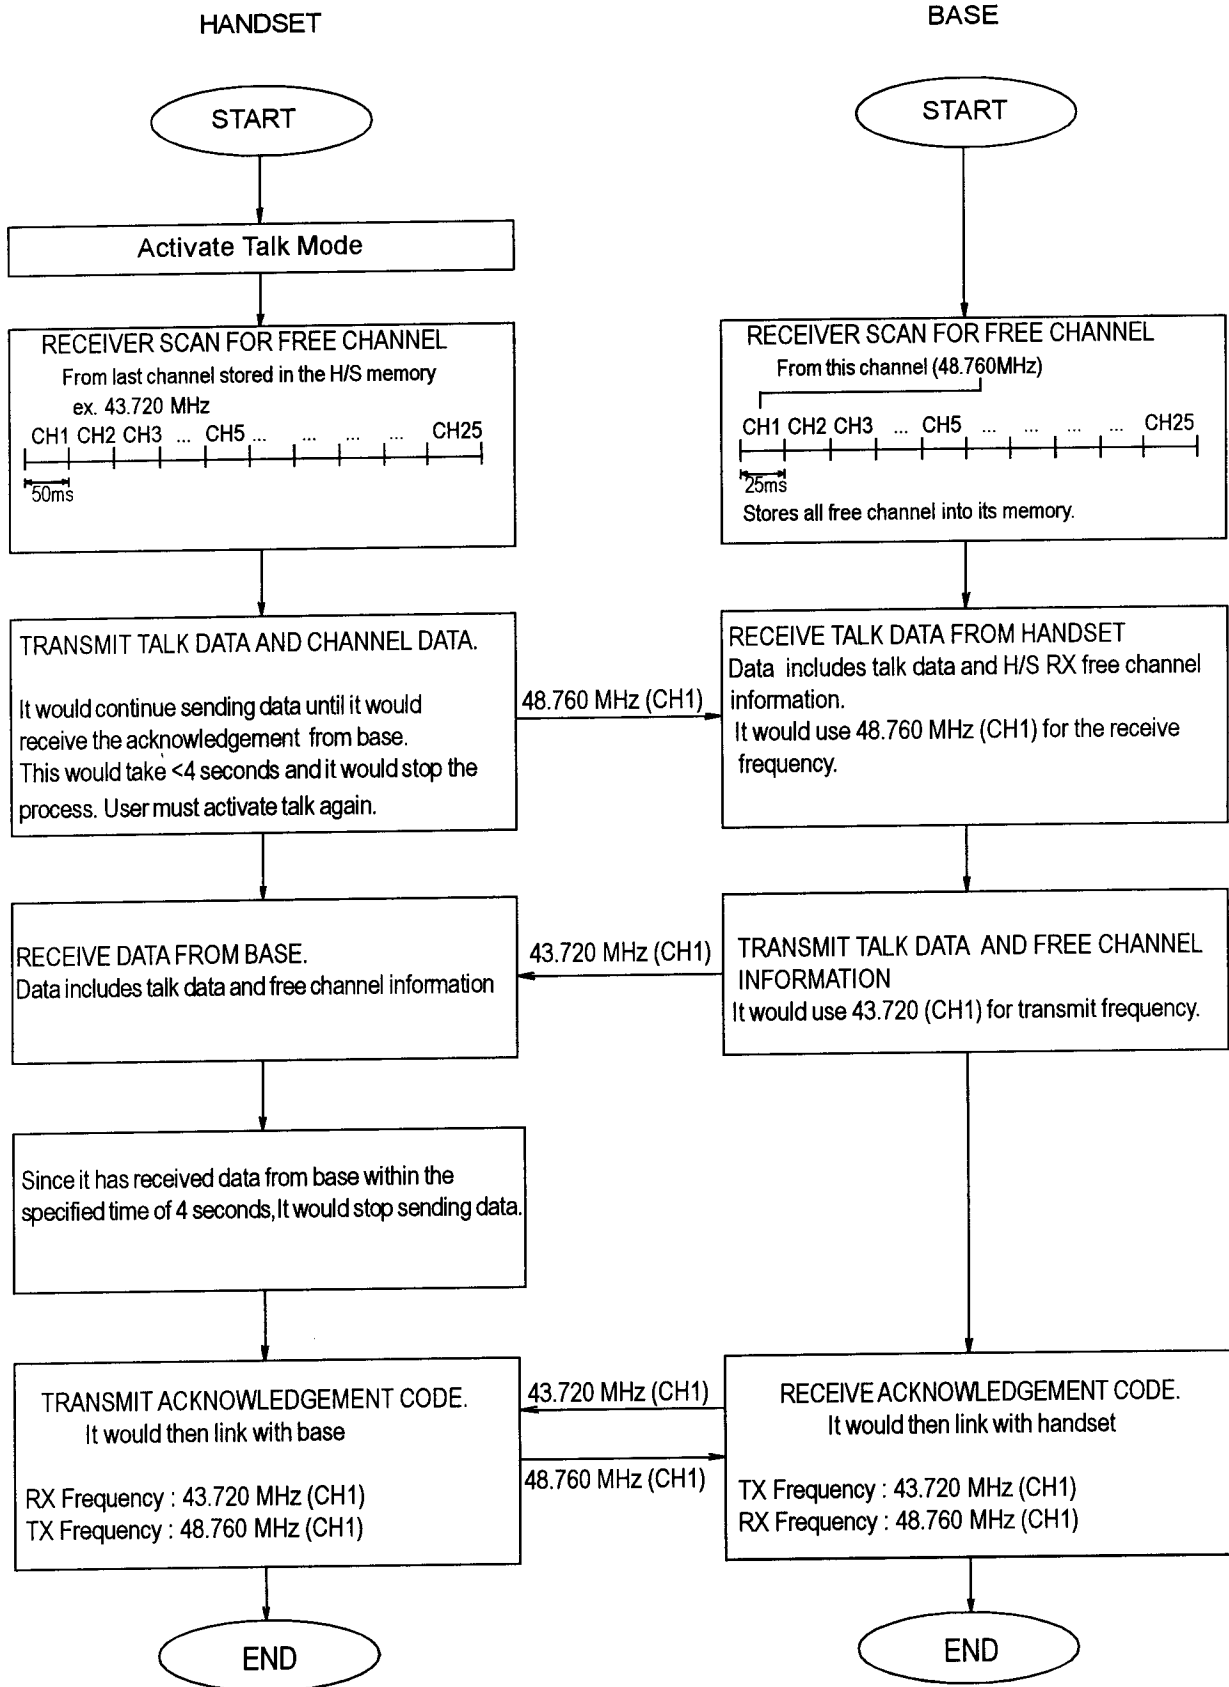 HANDSET
START
Activate Talk Mode
RECEIVER SCAN FOR FREE CHANNEL
From last channel stored in the H/S memory
ex. 43.720 MHz
CH1 CH2 CH3 ... CH5 ... ... ... ... CH25
50ms
TRANSMIT TALK DATA AND CHANNEL DATA.
It would continue sending data until it would
receive the acknowledgement from base.
This would take <4 seconds and it would stop the
process. User must activate talk again.
RECEIVE DATA FROM BASE.
Data includes talk data and free channel information
Since it has received data from base within the
specified time of 4 seconds, It would stop sending data.
TRANSMIT ACKNOWLEDGEMENT CODE.
It would then link with base
RX Frequency : 43.720 MHz (CH1)
TX Frequency : 48.760 MHz (CH1)
END
48.760 MHz (CH1)
43.720 MHz (CH1)
43.720 MHz (CH1)
48.760 MHz (CH1)
BASE
START
RECEIVER SCAN FOR FREE CHANNEL
From this channel (48.760MHz)
CH1 CH2 CH3 ... CH5 ... ... ... ... CH25
25ms
Stores all free channel into its memory.
RECEIVE TALK DATA FROM HANDSET
Data includes talk data and H/S RX free channel
information.
It would use 48.760 MHz (CH1) for the receive
frequency.
TRANSMIT TALK DATA AND FREE CHANNEL
INFORMATION
It would use 43.720 (CH1) for transmit frequency.
RECEIVE ACKNOWLEDGEMENT CODE.
It would then link with handset
TX Frequency : 43.720 MHz (CH1)
RX Frequency : 48.760 MHz (CH1)
END